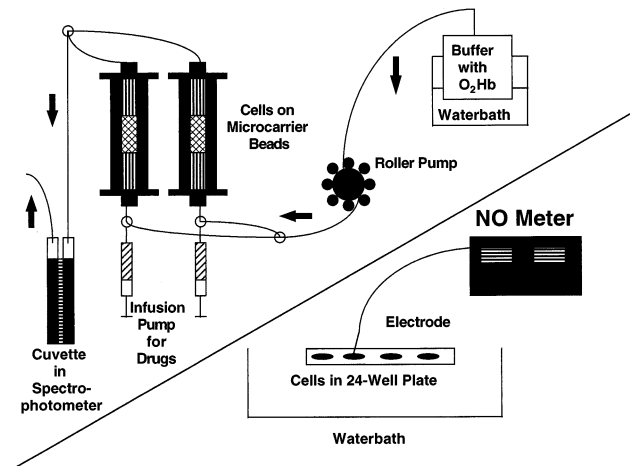 Buffer
with
O₂Hb
Waterbath
Cells on
Microcarrier
Beads
Roller Pump
NO Meter
Infusion
Pump
for
Drugs
Electrode
Cuvette
in
Spectro-
photometer
Cells in 24-Well Plate
Waterbath